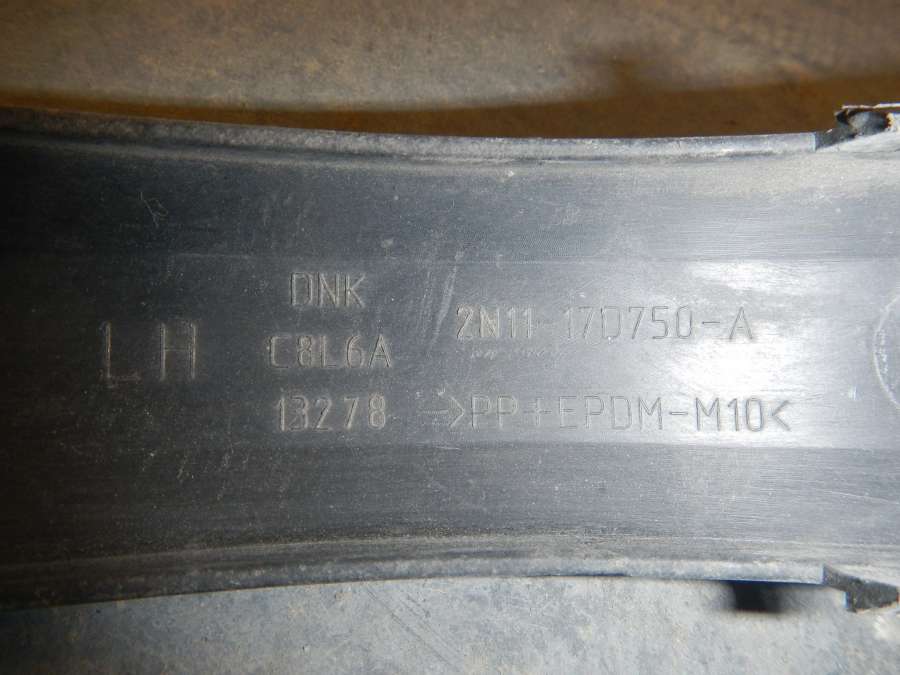 LH
DNK
C8L6A
13278
2N11-17D750-A
>PP+EPDM-M10<